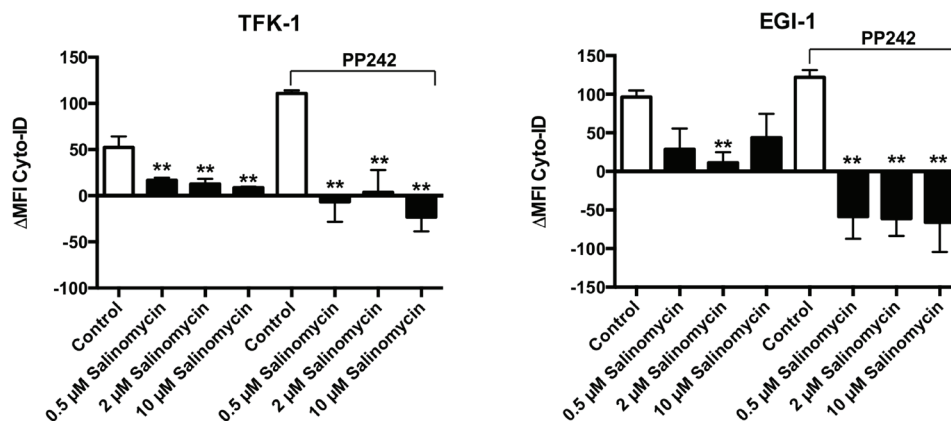 TFK-1
PP242
ΔMFI Cyto-ID
150
100
50
0
-50
-100
**
**
**
**
**
**
Control
0.5 µM Salinomycin
2 µM Salinomycin
10 µM Salinomycin
Control
0.5 µM Salinomycin
2 µM Salinomycin
10 µM Salinomycin
EGI-1
PP242
ΔMFI Cyto-ID
150
100
50
0
-50
-100
-150
**
**
**
**
Control
0.5 µM Salinomycin
2 µM Salinomycin
10 µM Salinomycin
Control
0.5 µM Salinomycin
2 µM Salinomycin
10 µM Salinomycin